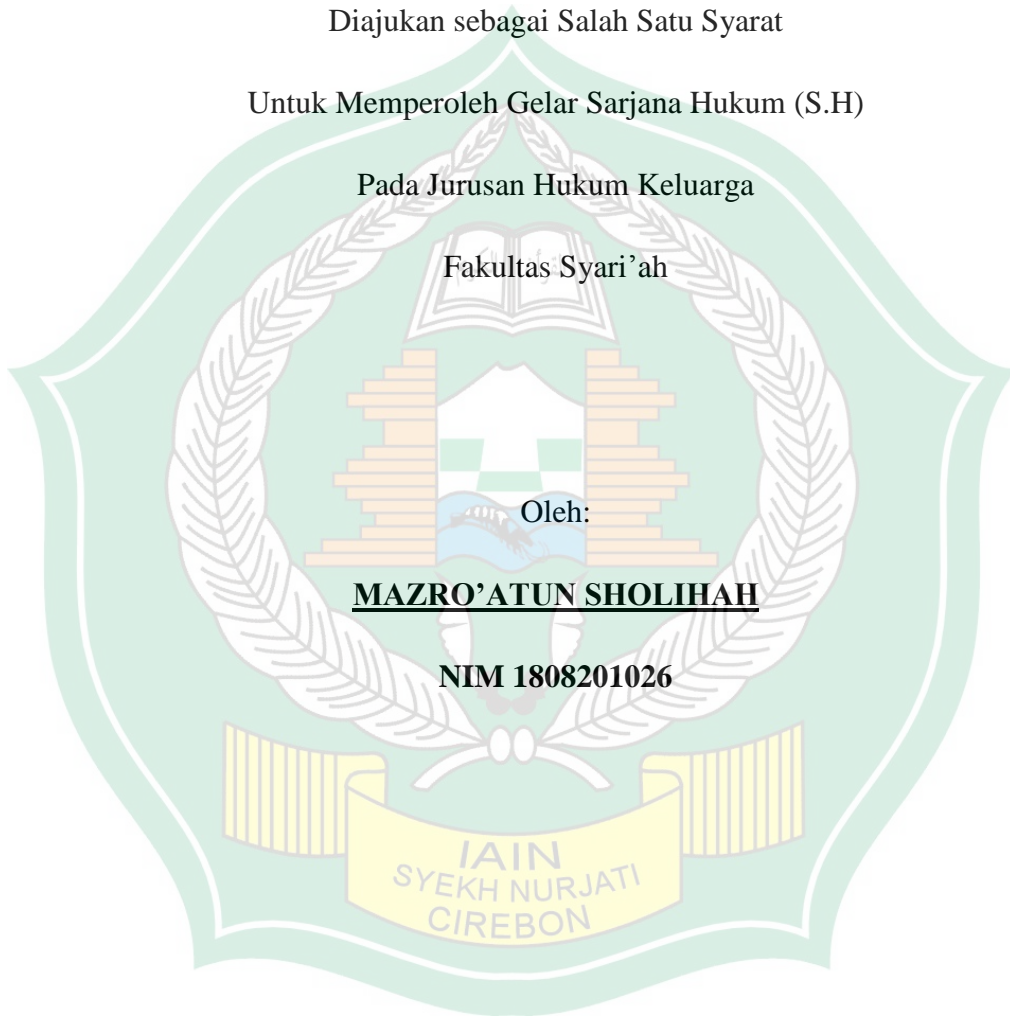 Diajukan sebagai Salah Satu Syarat
Untuk Memperoleh Gelar Sarjana Hukum (S.H)
Pada Jurusan Hukum Keluarga
Fakultas Syari’ah
Oleh:
MAZRO’ATUN SHOLIHAH
NIM 1808201026
IAIN
SYEKH NURJATI
CIREBON